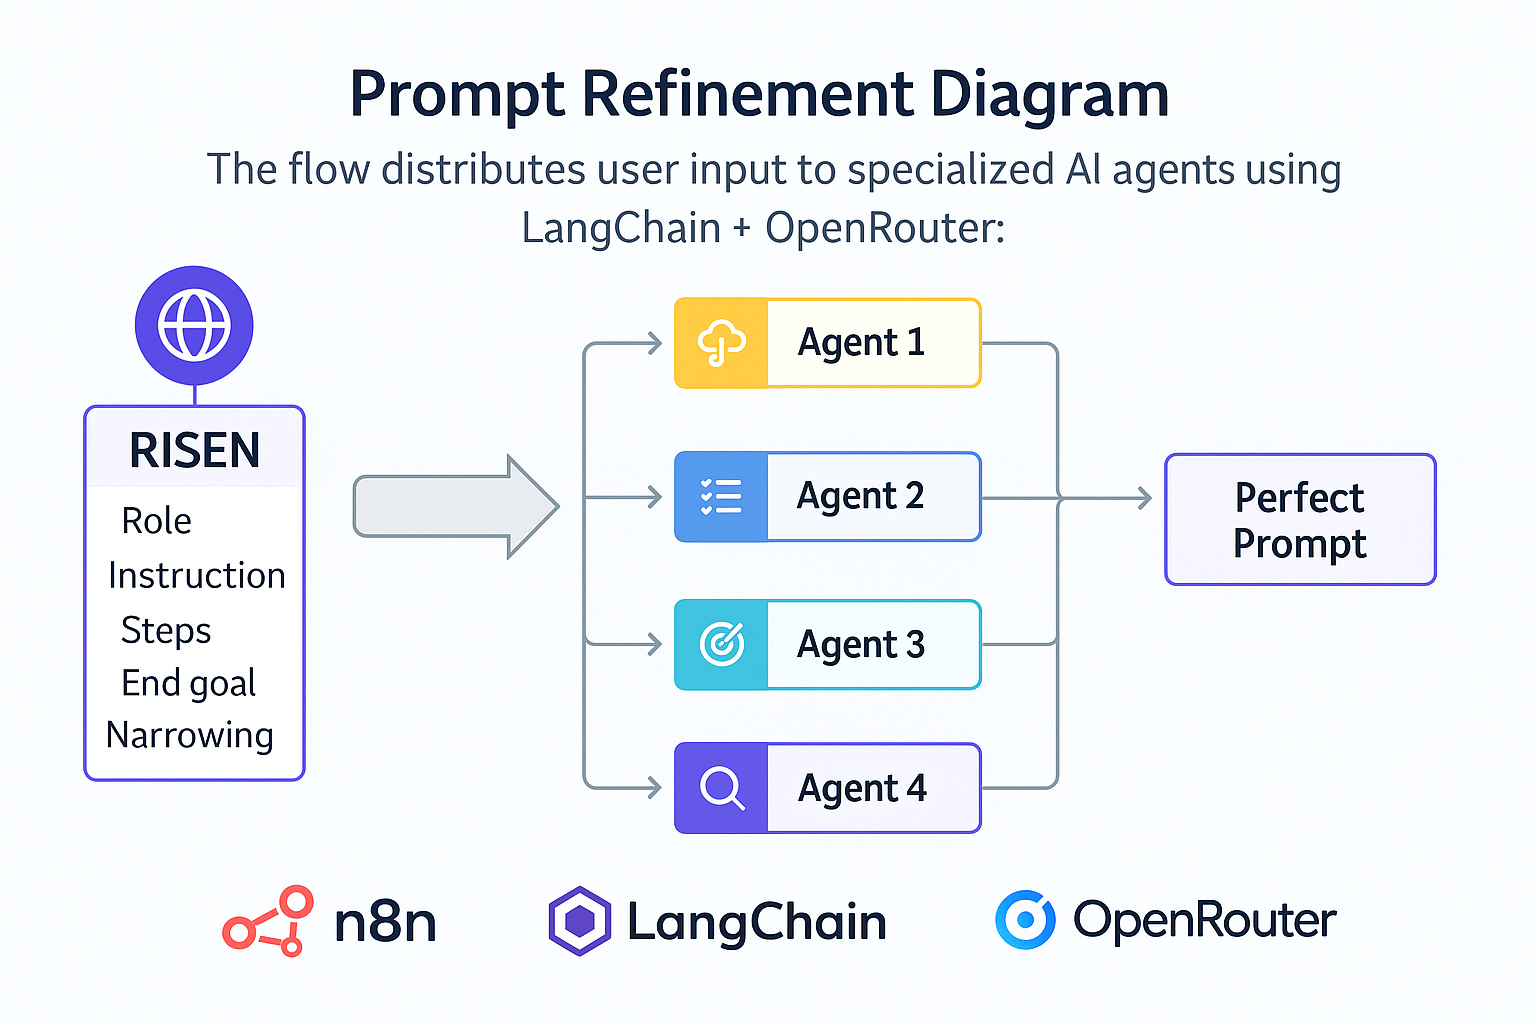 Prompt Refinement Diagram
The flow distributes user input to specialized AI agents using
LangChain + OpenRouter:
RISEN
Role
Instruction
Steps
End goal
Narrowing
Agent 1
Agent 2
Agent 3
Agent 4
Perfect
Prompt
n8n
LangChain
OpenRouter